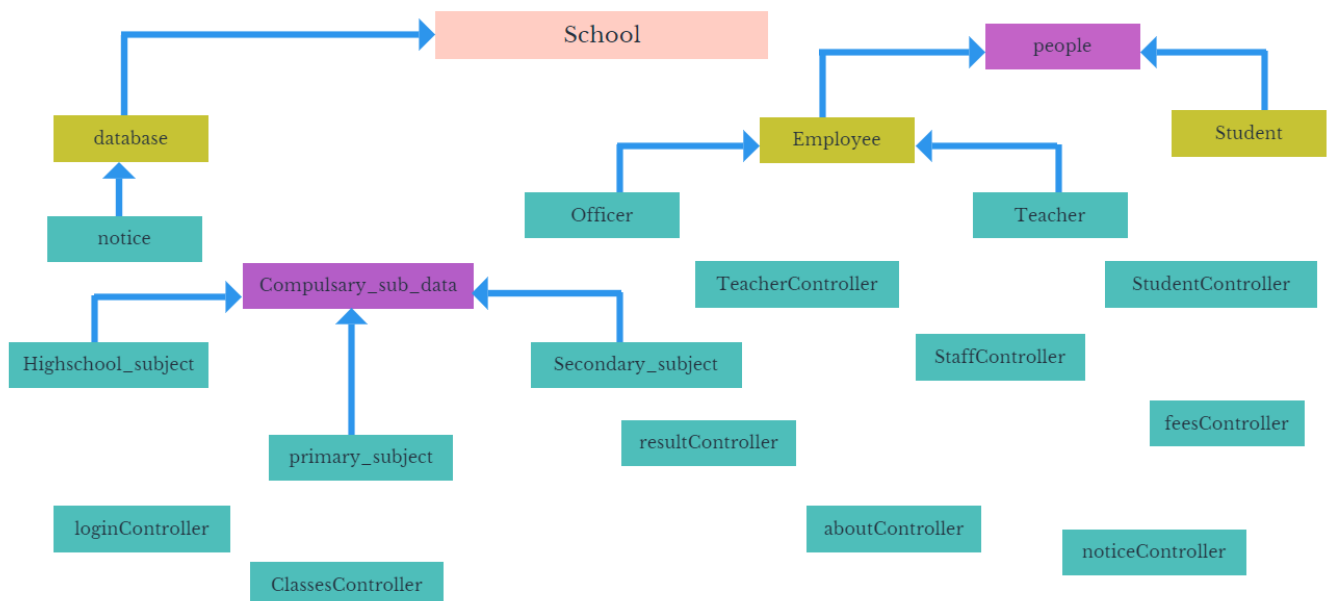 School
people
database
Employee
Student
Officer
Teacher
notice
Compulsary_sub_data
TeacherController
StudentController
Highschool_subject
Secondary_subject
StaffController
resultController
feesController
primary_subject
loginController
aboutController
noticeController
ClassesController